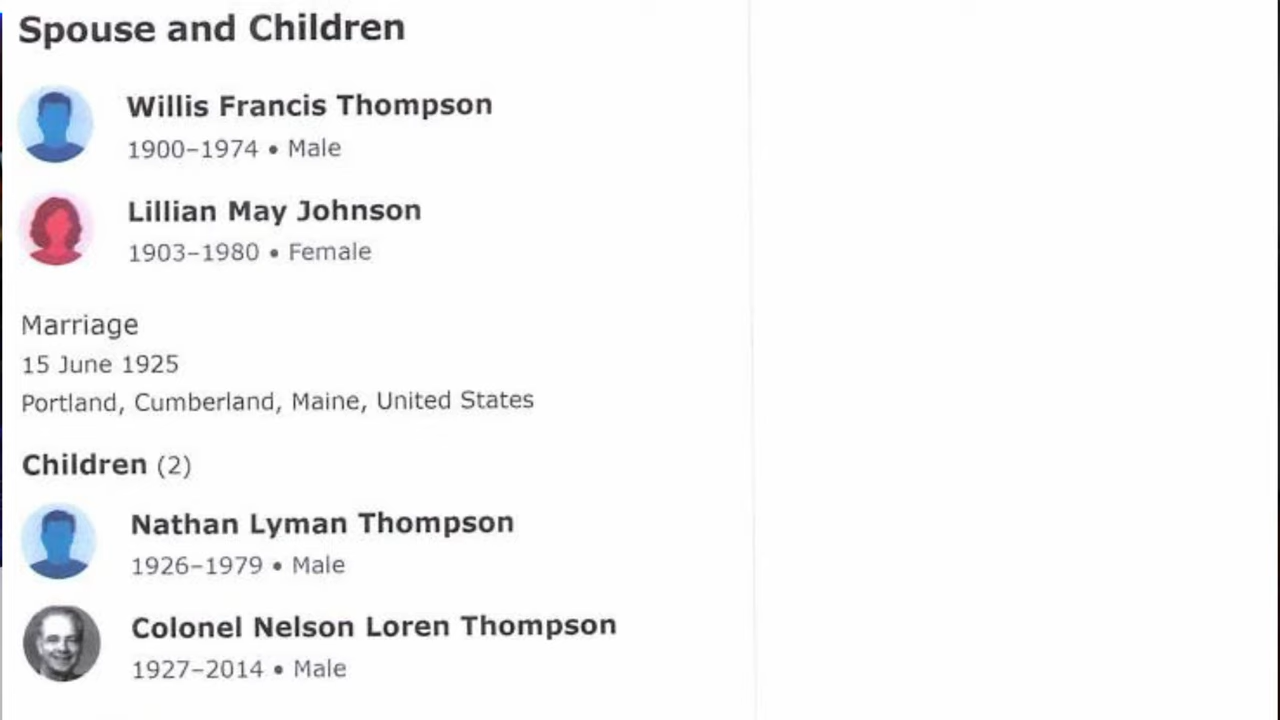 Spouse and Children
Willis Francis Thompson
1900–1974 • Male
Lillian May Johnson
1903–1980 • Female
Marriage
15 June 1925
Portland, Cumberland, Maine, United States
Children (2)
Nathan Lyman Thompson
1926–1979 • Male
Colonel Nelson Loren Thompson
1927–2014 • Male